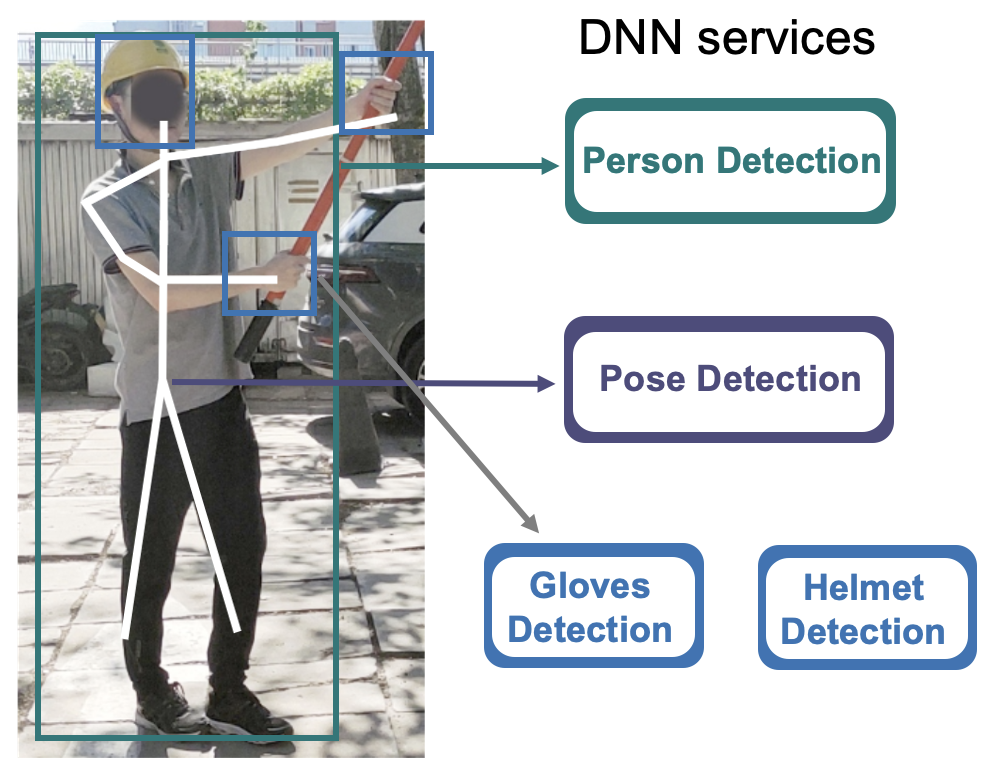 DNN services
Person Detection
Pose Detection
Gloves
Detection
Helmet
Detection